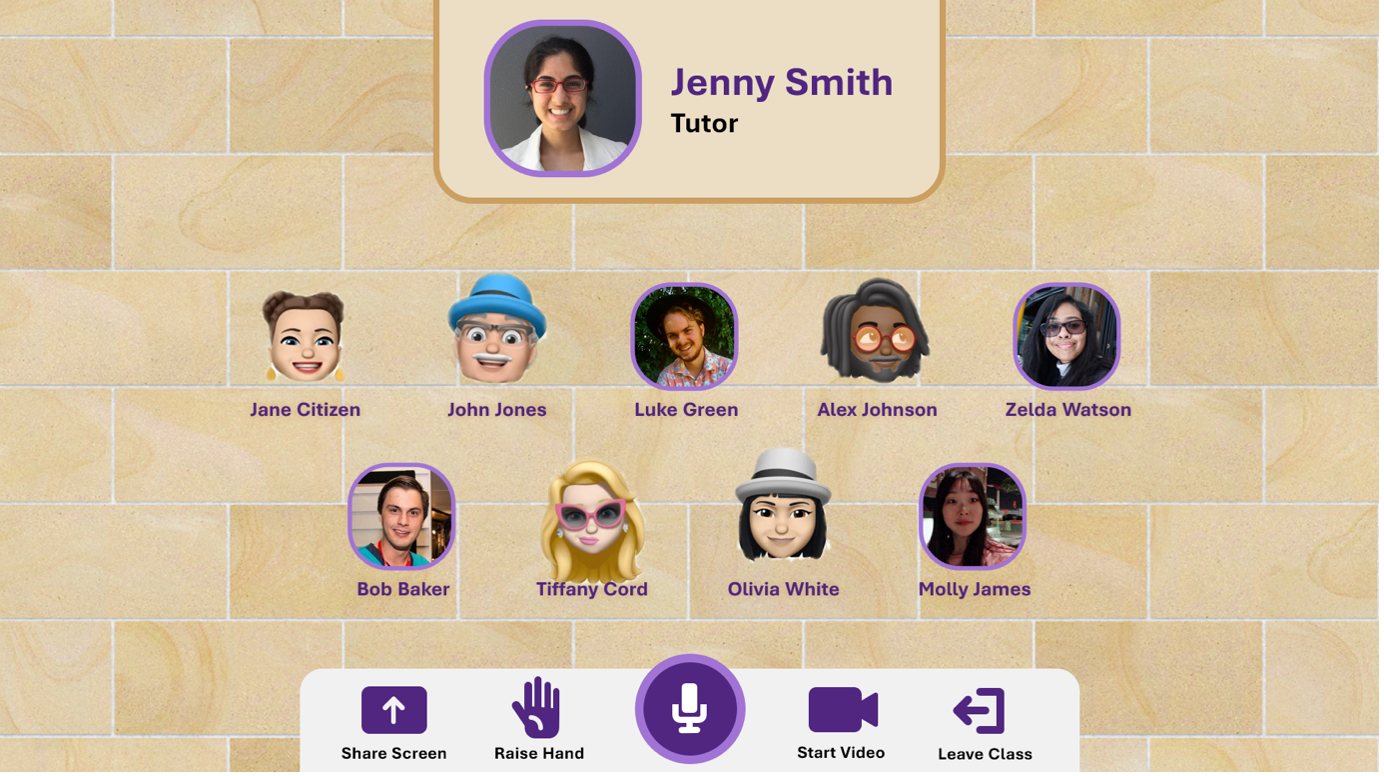 Jenny Smith
Tutor
Jane Citizen
John Jones
Luke Green
Alex Johnson
Zelda Watson
Bob Baker
Tiffany Cord
Olivia White
Molly James
Share Screen
Raise Hand
Start Video
Leave Class